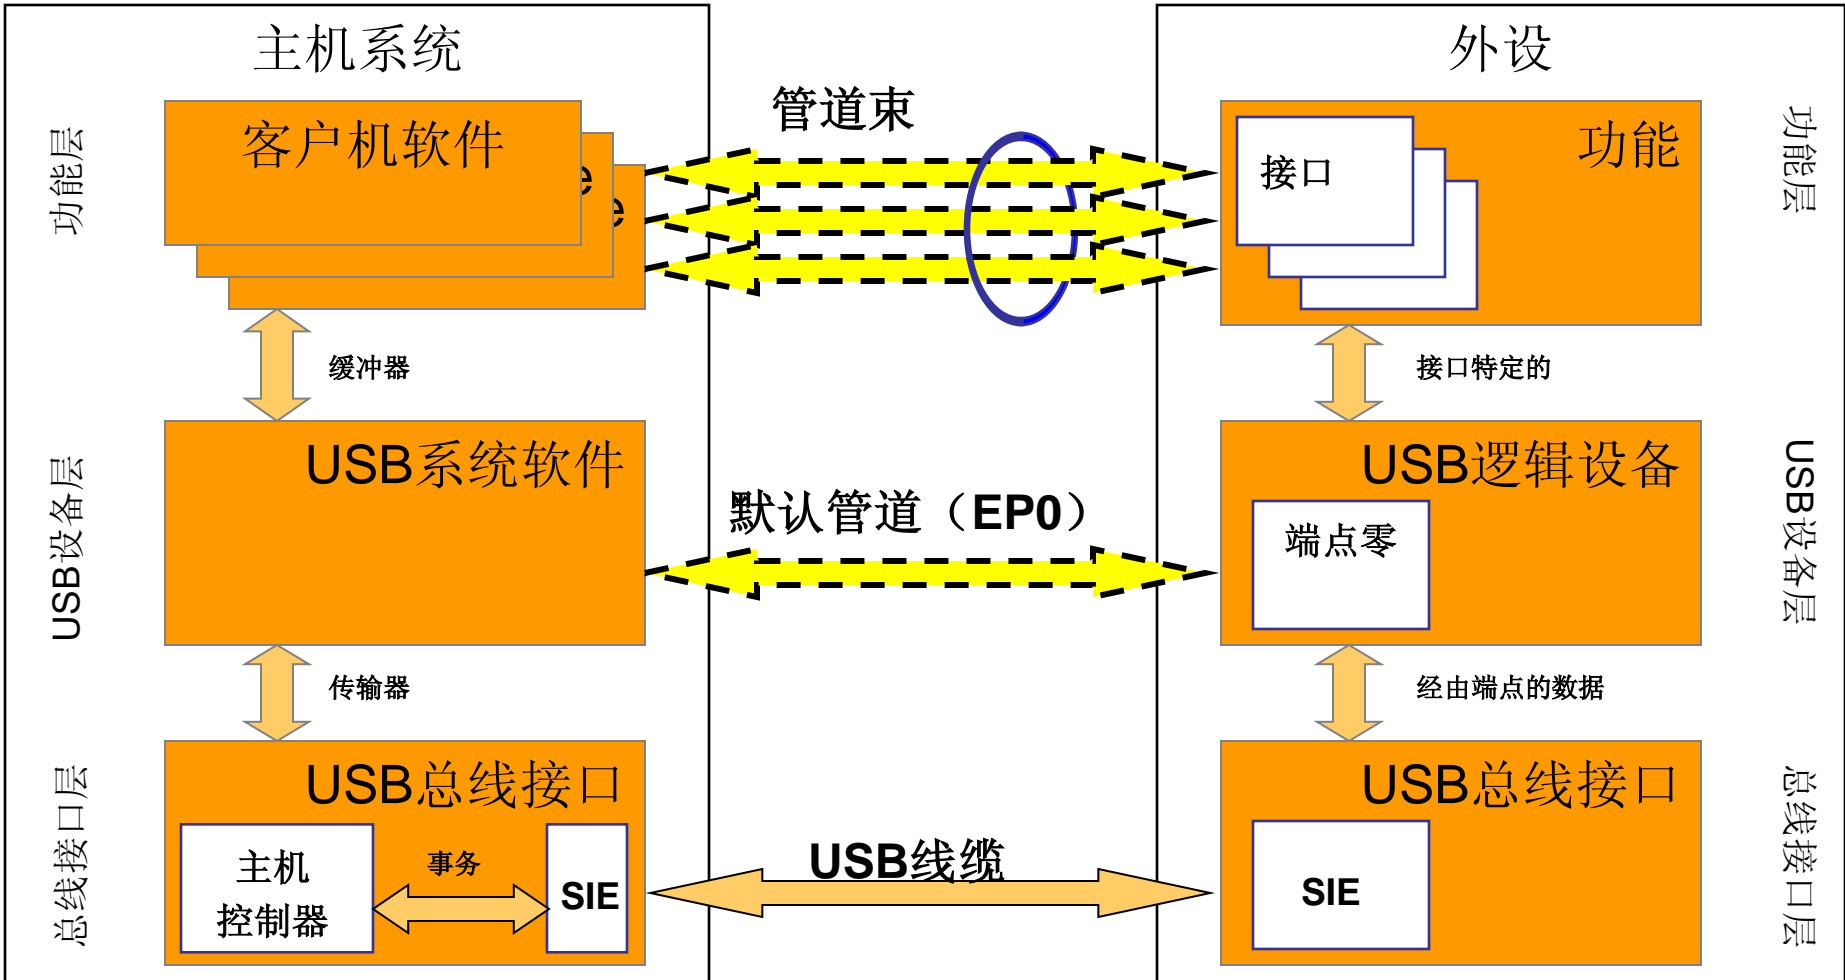 主机系统
外设
管道束
功能层
客户机软件
e
e
接口
功能
功能层
缓冲器
接口特定的
USB设备层
USB系统软件
默认管道（EP0）
USB逻辑设备
端点零
USB设备层
传输器
经由端点的数据
总线接口层
USB总线接口
主机
控制器
事务
SIE
USB线缆
USB总线接口
SIE
总线接口层